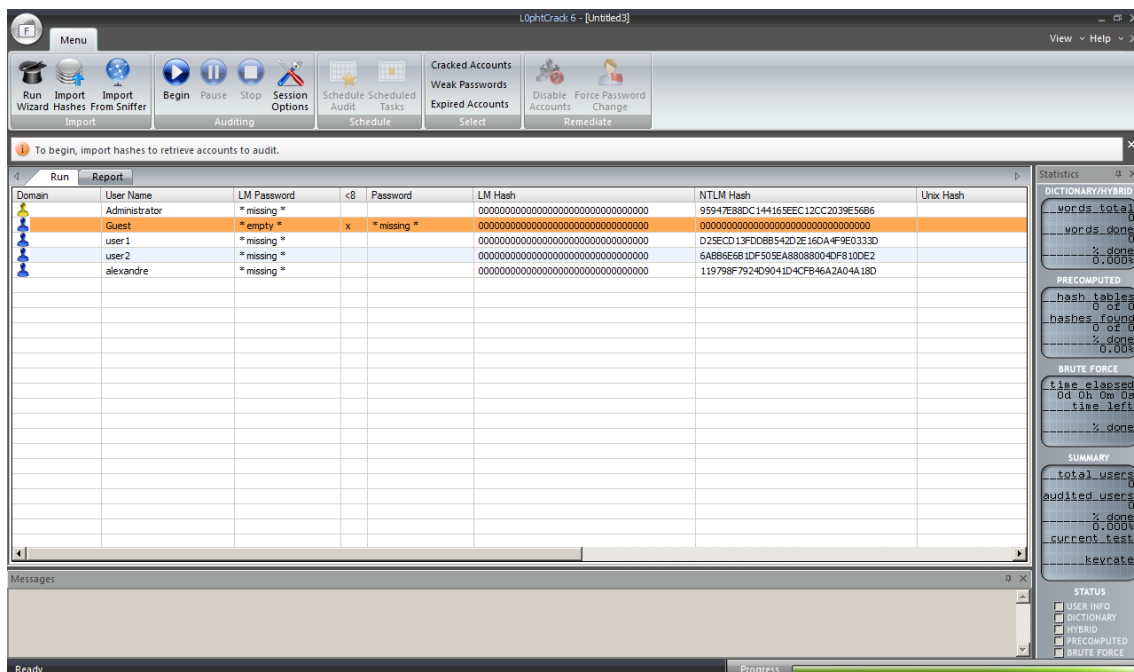 L0phtCrack 6 - [Untitled3]
F
Menu
View Help
Run Wizard
Import Hashes
Import From Sniffer
Begin
Pause
Stop
Session Options
Schedule Audit
Scheduled Tasks
Cracked Accounts
Weak Passwords
Expired Accounts
Disable Accounts
Force Password Change
Import
Auditing
Schedule
Select
Remediate
To begin, import hashes to retrieve accounts to audit.
Run Report
Domain User Name LM Password <8 Password LM Hash NTLM Hash Unix Hash
Administrator * missing * 00000000000000000000000000000000 95947E88DC144165EEC12CC2039E56B6
Guest * empty * x * missing * 00000000000000000000000000000000 00000000000000000000000000000000
user1 * missing * 00000000000000000000000000000000 D25ECD13FDDBB542D2E16DA4F9E0333D
user2 * missing * 00000000000000000000000000000000 6ABB6E6B1DF505EA88088004DF810DE2
alexandre * missing * 00000000000000000000000000000000 119798F7924D9041D4CFB46A2A04A18D
Statistics
DICTIONARY/HYBRID
words total
0
words done
0
% done
0.000%
PRECOMPUTED
hash tables
0 of 0
hashes found
0 of 0
% done
0.00%
BRUTE FORCE
time elapsed
0d 0h 0m 0s
time left
% done
SUMMARY
total users
0
audited users
0
% done
0.000%
current test
keyrate
STATUS
USER INFO
DICTIONARY
HYBRID
PRECOMPUTED
BRUTE FORCE
Messages
Ready
Progress